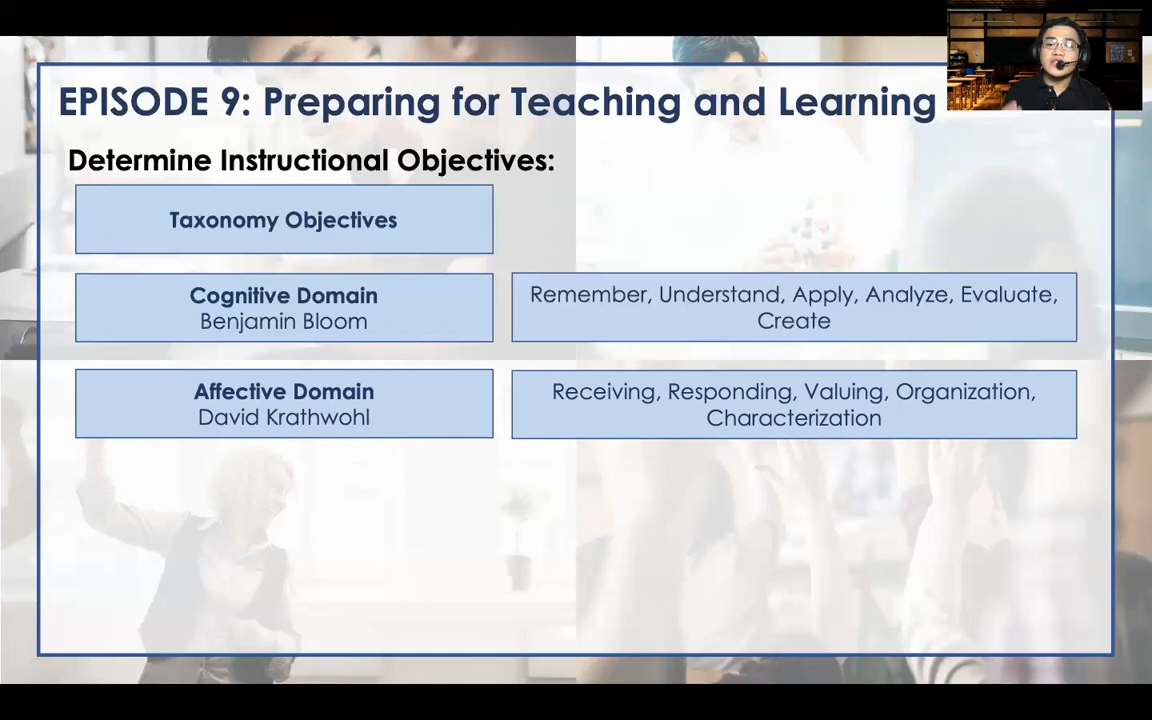 EPISODE 9: Preparing for Teaching and Learning
Determine Instructional Objectives:
Taxonomy Objectives
Cognitive Domain
Benjamin Bloom
Remember, Understand, Apply, Analyze, Evaluate,
Create
Affective Domain
David Krathwohl
Receiving, Responding, Valuing, Organization,
Characterization